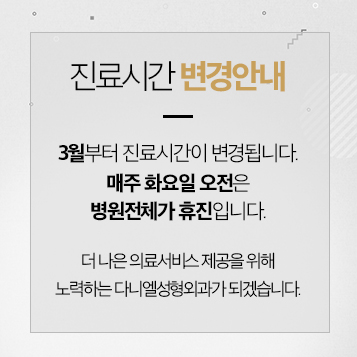 진료시간 변경안내
3월부터 진료시간이 변경됩니다.
매주 화요일 오전은
병원전체가 휴진입니다.
더 나은 의료서비스 제공을 위해
노력하는 다니엘성형외과가 되겠습니다.